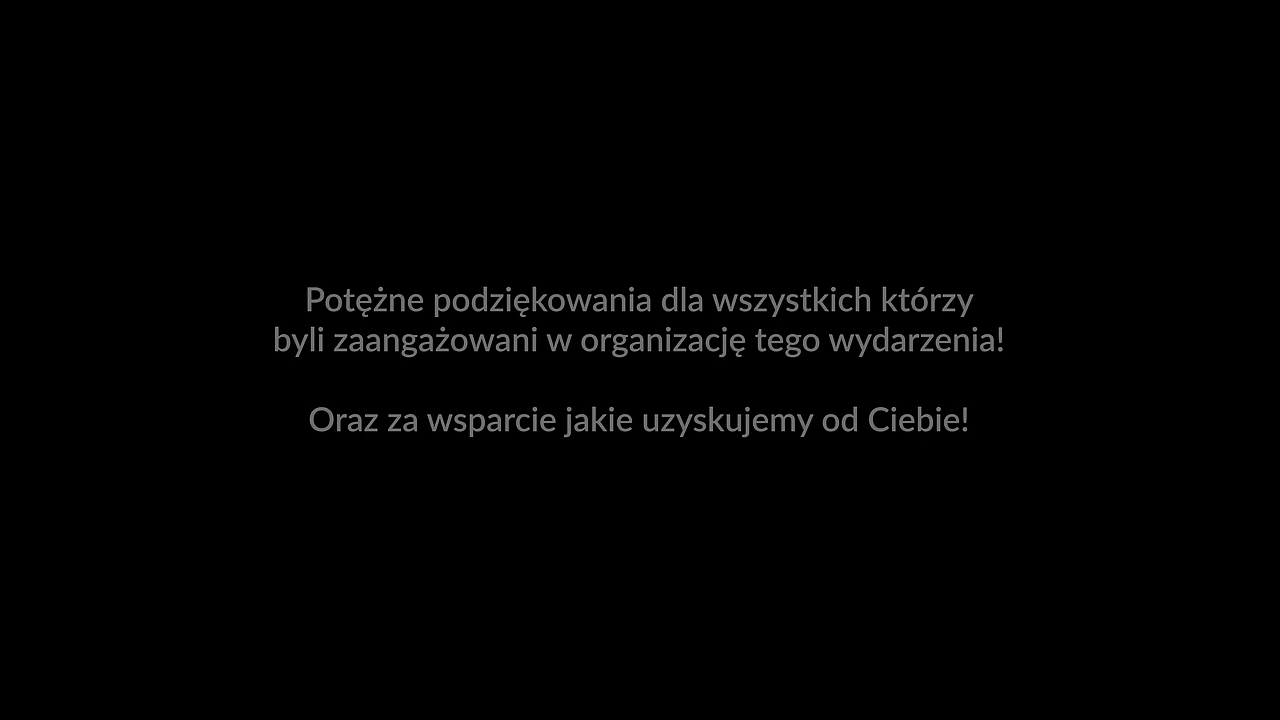 Potężne podziękowania dla wszystkich którzy
byli zaangażowani w organizację tego wydarzenia!
Oraz za wsparcie jakie uzyskujemy od Ciebie!